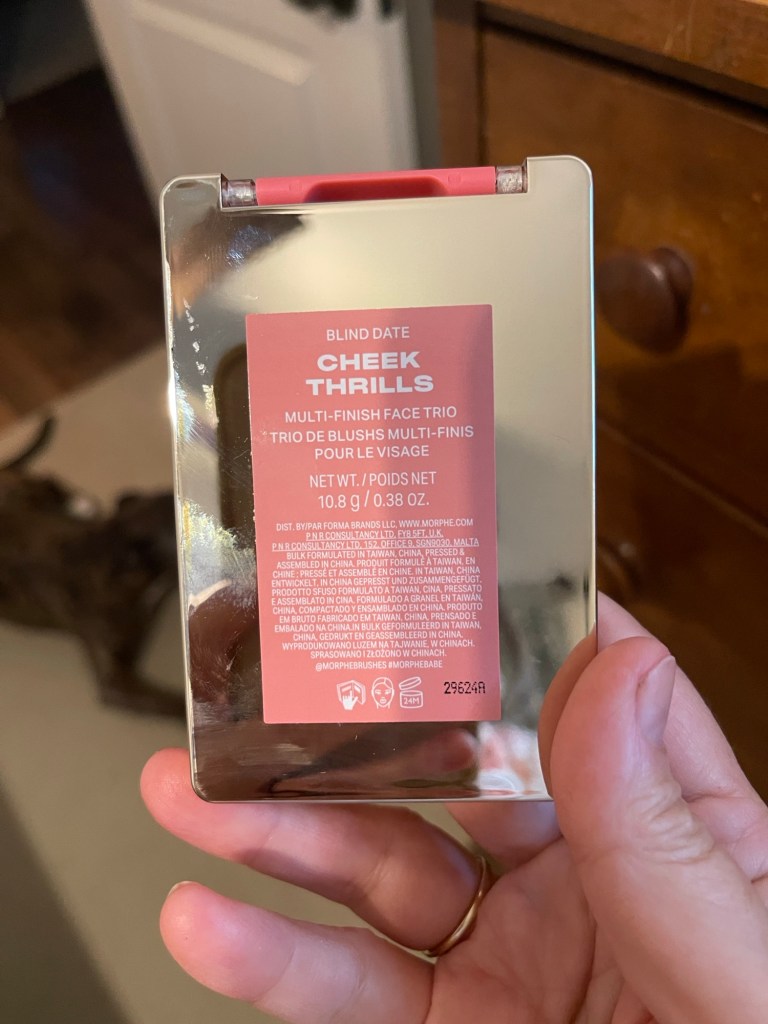 BLIND DATE
CHEEK
THRILLS
MULTI-FINISH FACE TRIO
TRIO DE BLUSHS MULTI-FINIS
POUR LE VISAGE
NET WT. / POIDS NET
10.8 g / 0.38 OZ.
DIST. BY/PAR FORMA BRANDS LLC. WWW.MORPHE.COM
P N R CONSULTANCY LTD, FY8 5FT, U.K.
P N R CONSULTANCY LTD. 152, OFFICE 9, SGN9030, MALTA
BULK FORMULATED IN TAIWAN, CHINA, PRESSED &
ASSEMBLED IN CHINA. PRODUIT FORMULÉ À TAIWAN, EN
CHINE ; PRESSÉ ET ASSEMBLÉ EN CHINE. IN TAIWAN, CHINA
ENTWICKELT, IN CHINA GEPRESST UND ZUSAMMENGEFÜGT.
PRODOTTO SFUSO FORMULATO A TAIWAN, CINA, PRESSATO
E ASSEMBLATO IN CINA. FORMULADO A GRANEL EN TAIWÁN,
CHINA, COMPACTADO Y ENSAMBLADO EN CHINA. PRODUTO
EM BRUTO FABRICADO EM TAIWAN, CHINA, PRENSADO E
EMBALADO NA CHINA.IN BULK GEFORMULEERD IN TAIWAN,
CHINA, GEDRUKT EN GEASSEMBLEERD IN CHINA.
WYPRODUKOWANO LUZEM NA TAJWANIE, W CHINACH.
SPRASOWANO I ZŁOŻONO W CHINACH.
@MORPHEBRUSHES #MORPHEBABE
24M
29624A